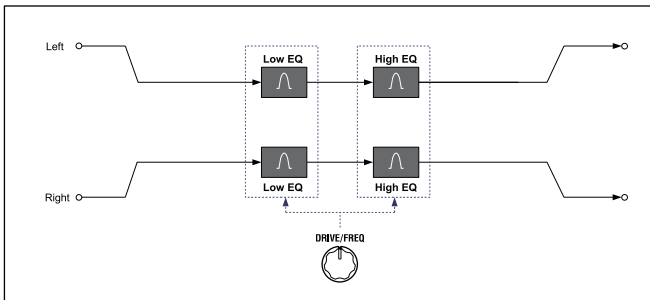 Left
Low EQ
High EQ
Low EQ
High EQ
Right
DRIVE/FREQ